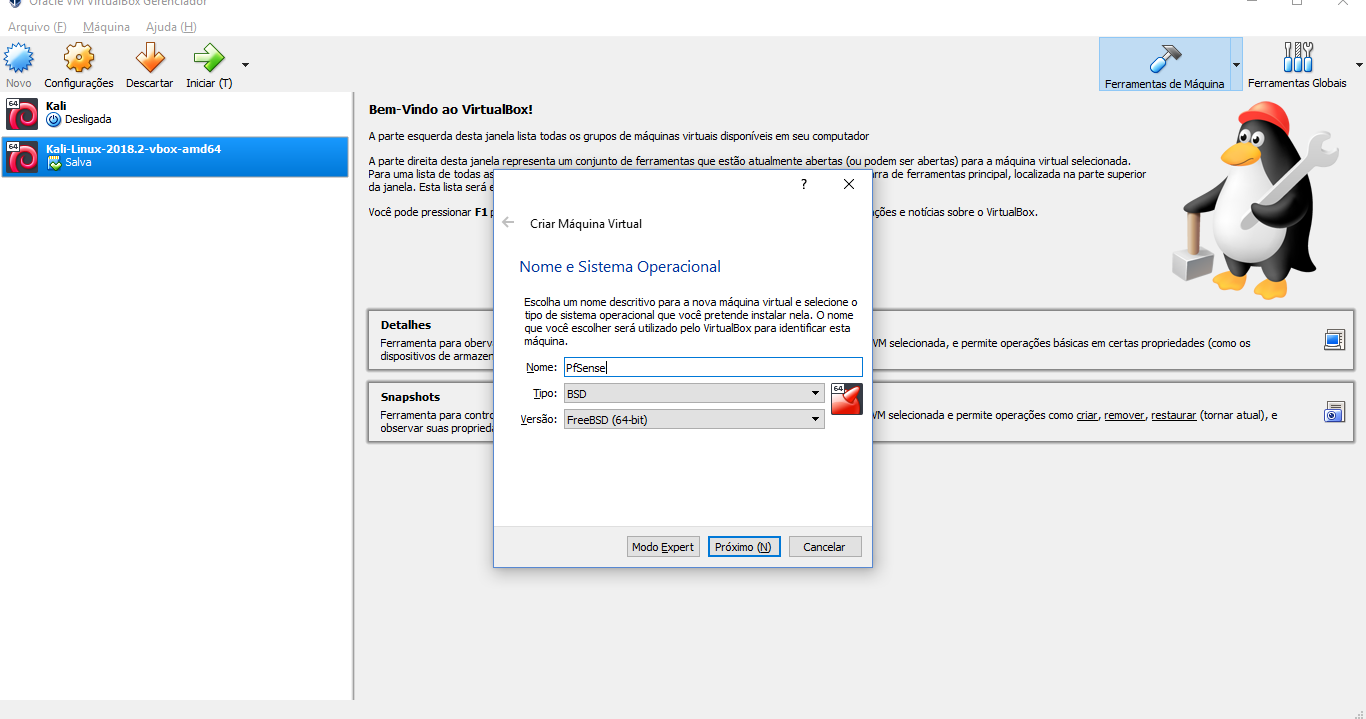 Oracle VM VirtualBox Gerenciador
Arquivo (F) Máquina Ajuda (H)
Novo Configurações Descartar Iniciar (T)
Ferramentas de Máquina Ferramentas Globais
64
Kali
Desligada
64
Kali-Linux-2018.2-vbox-amd64
Salva
Bem-Vindo ao VirtualBox!
A parte esquerda desta janela lista todos os grupos de máquinas virtuais disponíveis em seu computador
A parte direita desta janela representa um conjunto de ferramentas que estão atualmente abertas (ou podem ser abertas) para a máquina virtual selecionada.
Para uma lista de todas as
rra de ferramentas principal, localizada na parte superior
da janela. Esta lista será e
Você pode pressionar F1 p
ções e notícias sobre o VirtualBox.
Detalhes
Ferramenta para oberv
VM selecionada, e permite operações básicas em certas propriedades (como os
dispositivos de armazen
Snapshots
Ferramenta para contro
VM selecionada e permite operações como criar, remover, restaurar (tornar atual), e
observar suas proprieda
?
Criar Máquina Virtual
Nome e Sistema Operacional
Escolha um nome descritivo para a nova máquina virtual e selecione o
tipo de sistema operacional que você pretende instalar nela. O nome
que você escolher será utilizado pelo VirtualBox para identificar esta
máquina.
Nome: PfSense
Tipo: BSD
64
Versão: FreeBSD (64-bit)
Modo Expert Próximo (N) Cancelar